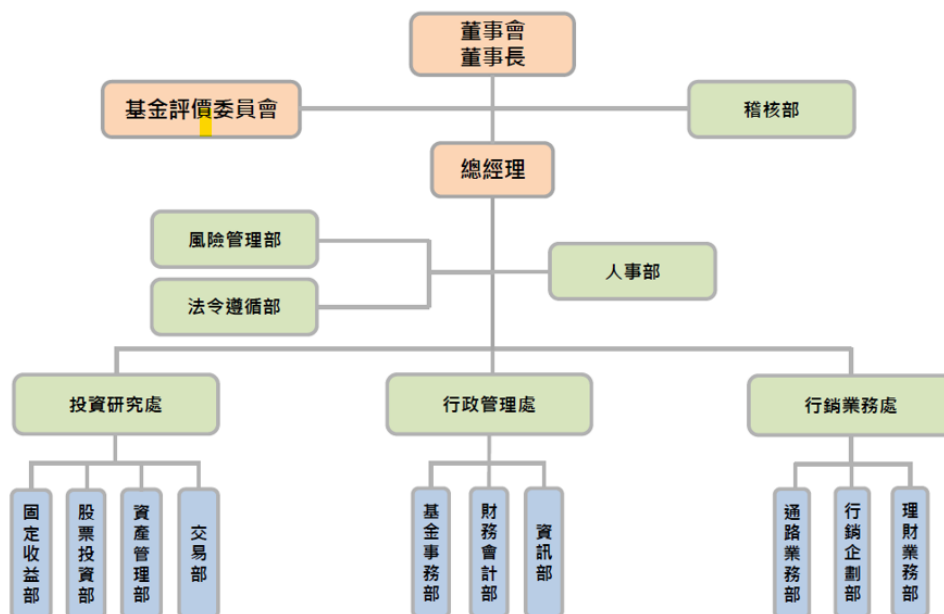 董事會
董事長
基金評價委員會
稽核部
總經理
風險管理部
人事部
法令遵循部
投資研究處
行政管理處
行銷業務處
固定收益部
股票投資部
資產管理部
交易部
基金事務部
財務會計部
資訊部
通路業務部
行銷企劃部
理財業務部